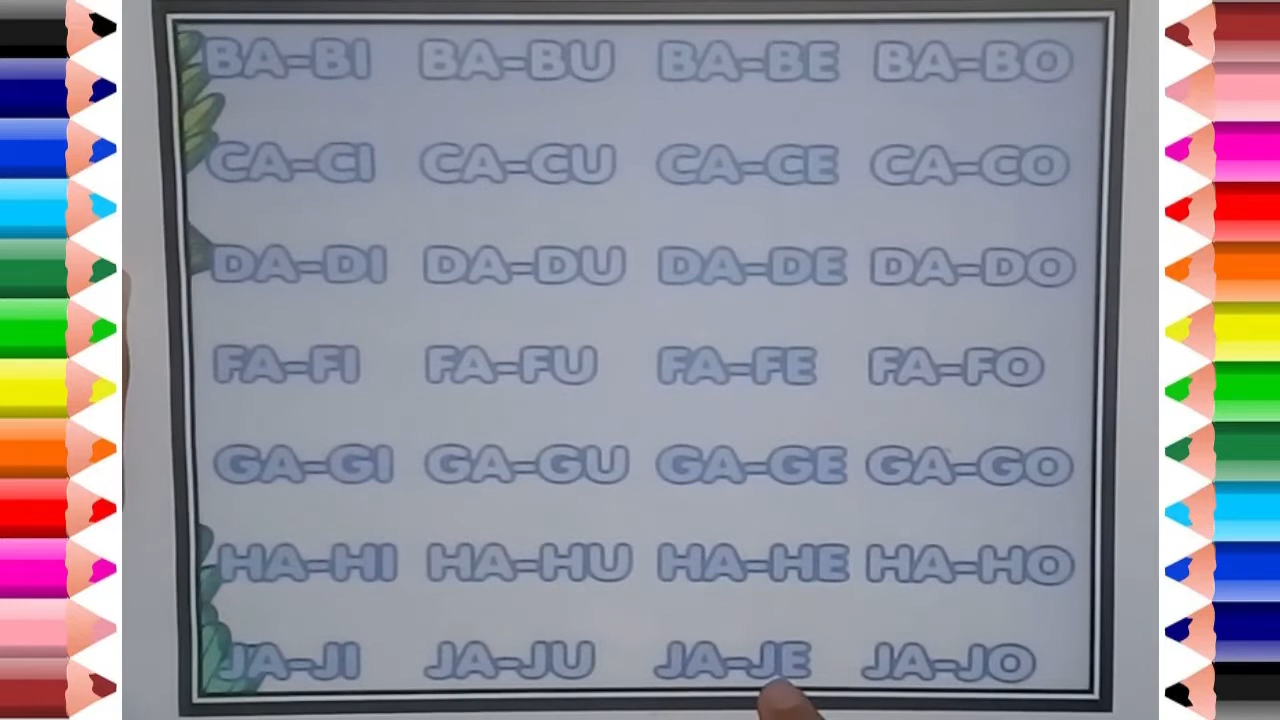 BA=BI BA=BU BA=BE BA=BO
CA=CI CA=CU CA=CE CA=CO
DA=DI DA=DU DA=DE DA=DO
FA=FI FA=FU FA=FE FA=FO
GA=GI GA=GU GA=GE GA=GO
HA=HI HA=HU HA=HE HA=HO
JA=JI JA=JU JA=JE JA=JO